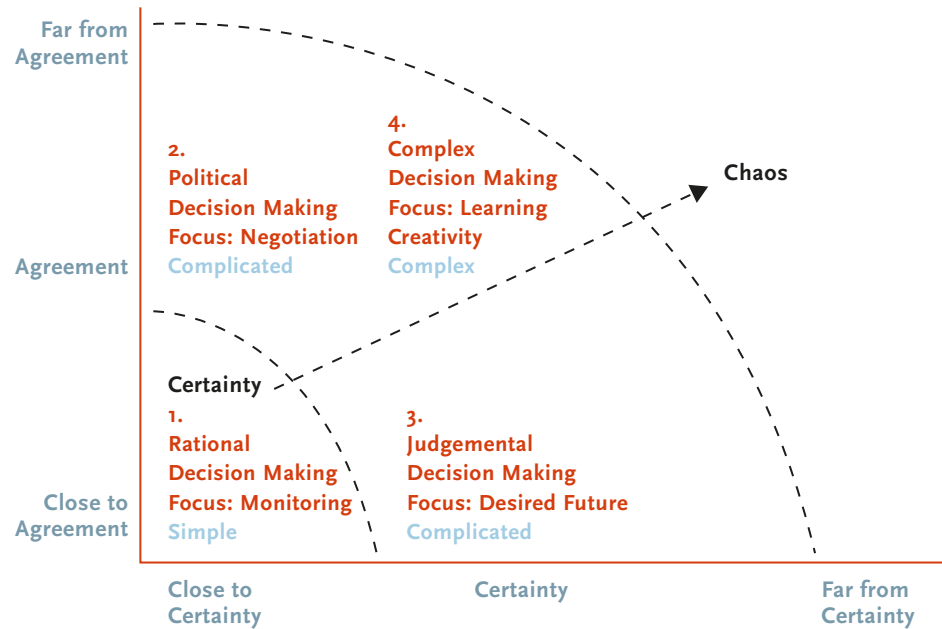 Far from
Agreement
4.
Complex
Decision Making
Focus: Learning
Creativity
Complex
Chaos
2.
Political
Decision Making
Focus: Negotiation
Complicated
Agreement
Certainty
1.
Rational
Decision Making
Focus: Monitoring
Simple
3.
Judgemental
Decision Making
Focus: Desired Future
Complicated
Close to
Agreement
Close to
Certainty
Certainty
Far from
Certainty